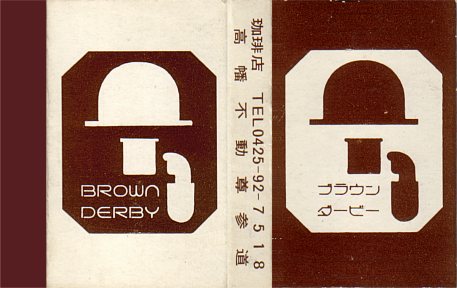 BROWN
DERBY
珈琲店 TEL0425-92-7518
高幡不動尊参道
ブラウン
ダービー